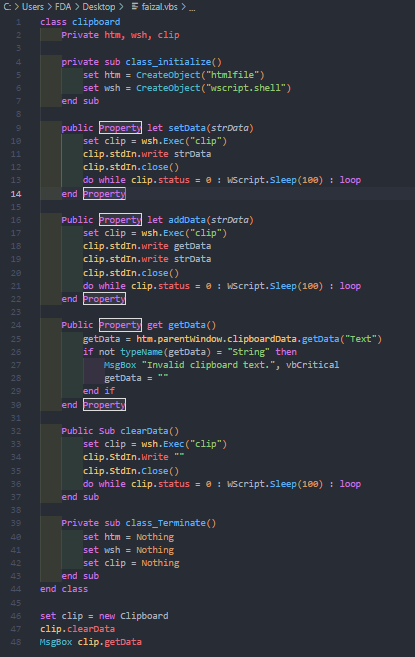 C: > Users > FDA > Desktop > faizal.vbs > ...
1 class clipboard
2     Private htm, wsh, clip
3
4     private sub class_initialize()
5         set htm = CreateObject("htmlfile")
6         set wsh = CreateObject("wscript.shell")
7     end sub
8
9     public Property let setData(strData)
10         set clip = wsh.Exec("clip")
11         clip.stdIn.write strData
12         clip.stdIn.close()
13         do while clip.status = 0 : WScript.Sleep(100) : loop
14     end Property
15
16     Public Property let addData(strData)
17         set clip = wsh.Exec("clip")
18         clip.stdIn.write getData
19         clip.stdIn.write strData
20         clip.stdIn.close()
21         do while clip.status = 0 : WScript.Sleep(100) : loop
22     end Property
23
24     Public Property get getData()
25         getData = htm.parentWindow.clipboardData.getData("Text")
26         if not typeName(getData) = "String" then
27             MsgBox "Invalid clipboard text.", vbCritical
28             getData = ""
29         end if
30     end Property
31
32     Public Sub clearData()
33         set clip = wsh.Exec("clip")
34         clip.StdIn.Write ""
35         clip.StdIn.Close()
36         do while clip.status = 0 : WScript.Sleep(100) : loop
37     end sub
38
39     Private sub class_Terminate()
40         set htm = Nothing
41         set wsh = Nothing
42         set clip = Nothing
43     end sub
44 end class
45
46 set clip = new Clipboard
47 clip.clearData
48 MsgBox clip.getData